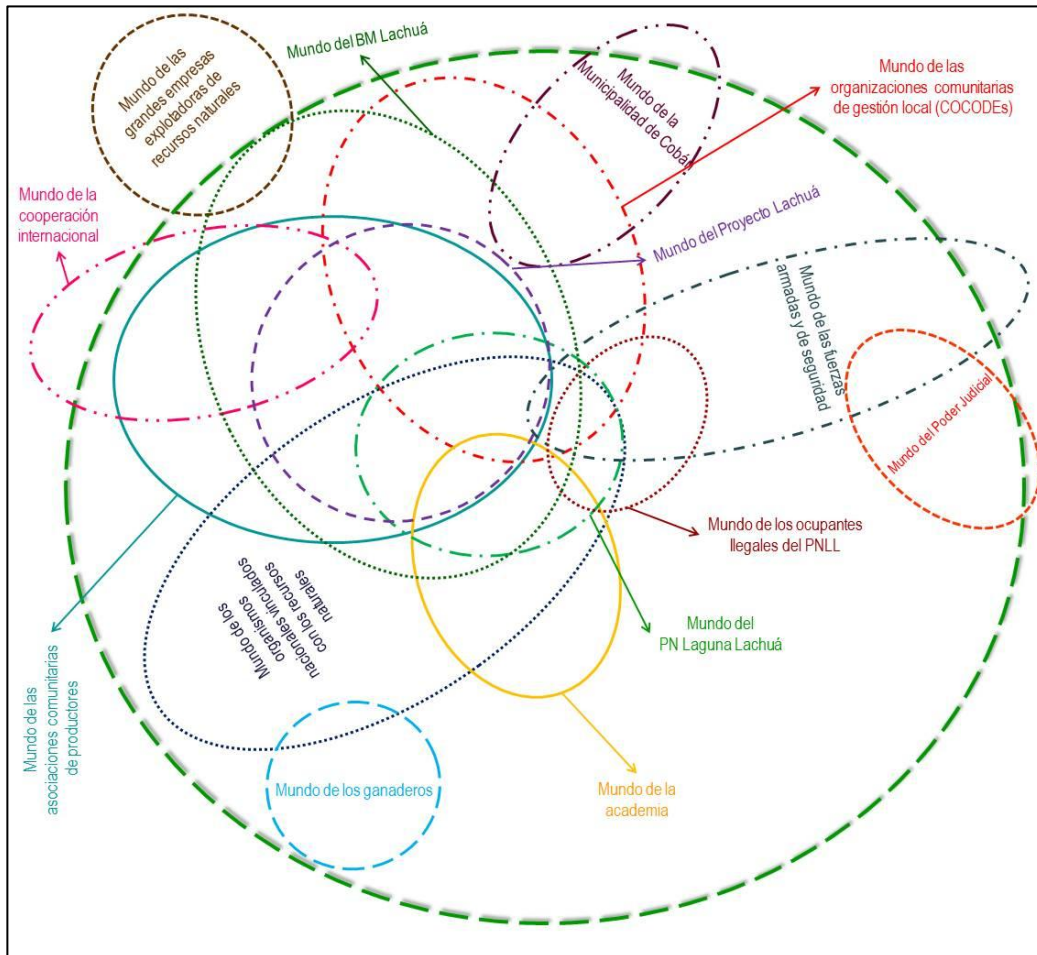 Mundo de las
grandes empresas
explotadoras de
recursos naturales
Mundo del BM Lachuá
Mundo de la
Municipalidad de Cobán
Mundo de las
organizaciones comunitarias
de gestión local (COCODEs)
Mundo de la
cooperación
internacional
Mundo del Proyecto Lachuá
Mundo de las fuerzas
armadas y de seguridad
Mundo del Poder Judicial
Mundo de los ocupantes
Ilegales del PNLL
Mundo de los
organismos
nacionales vinculados
con los recursos
naturales
Mundo del
PN Laguna Lachuá
Mundo de las
asociaciones comunitarias
de productores
Mundo de los ganaderos
Mundo de la
academia